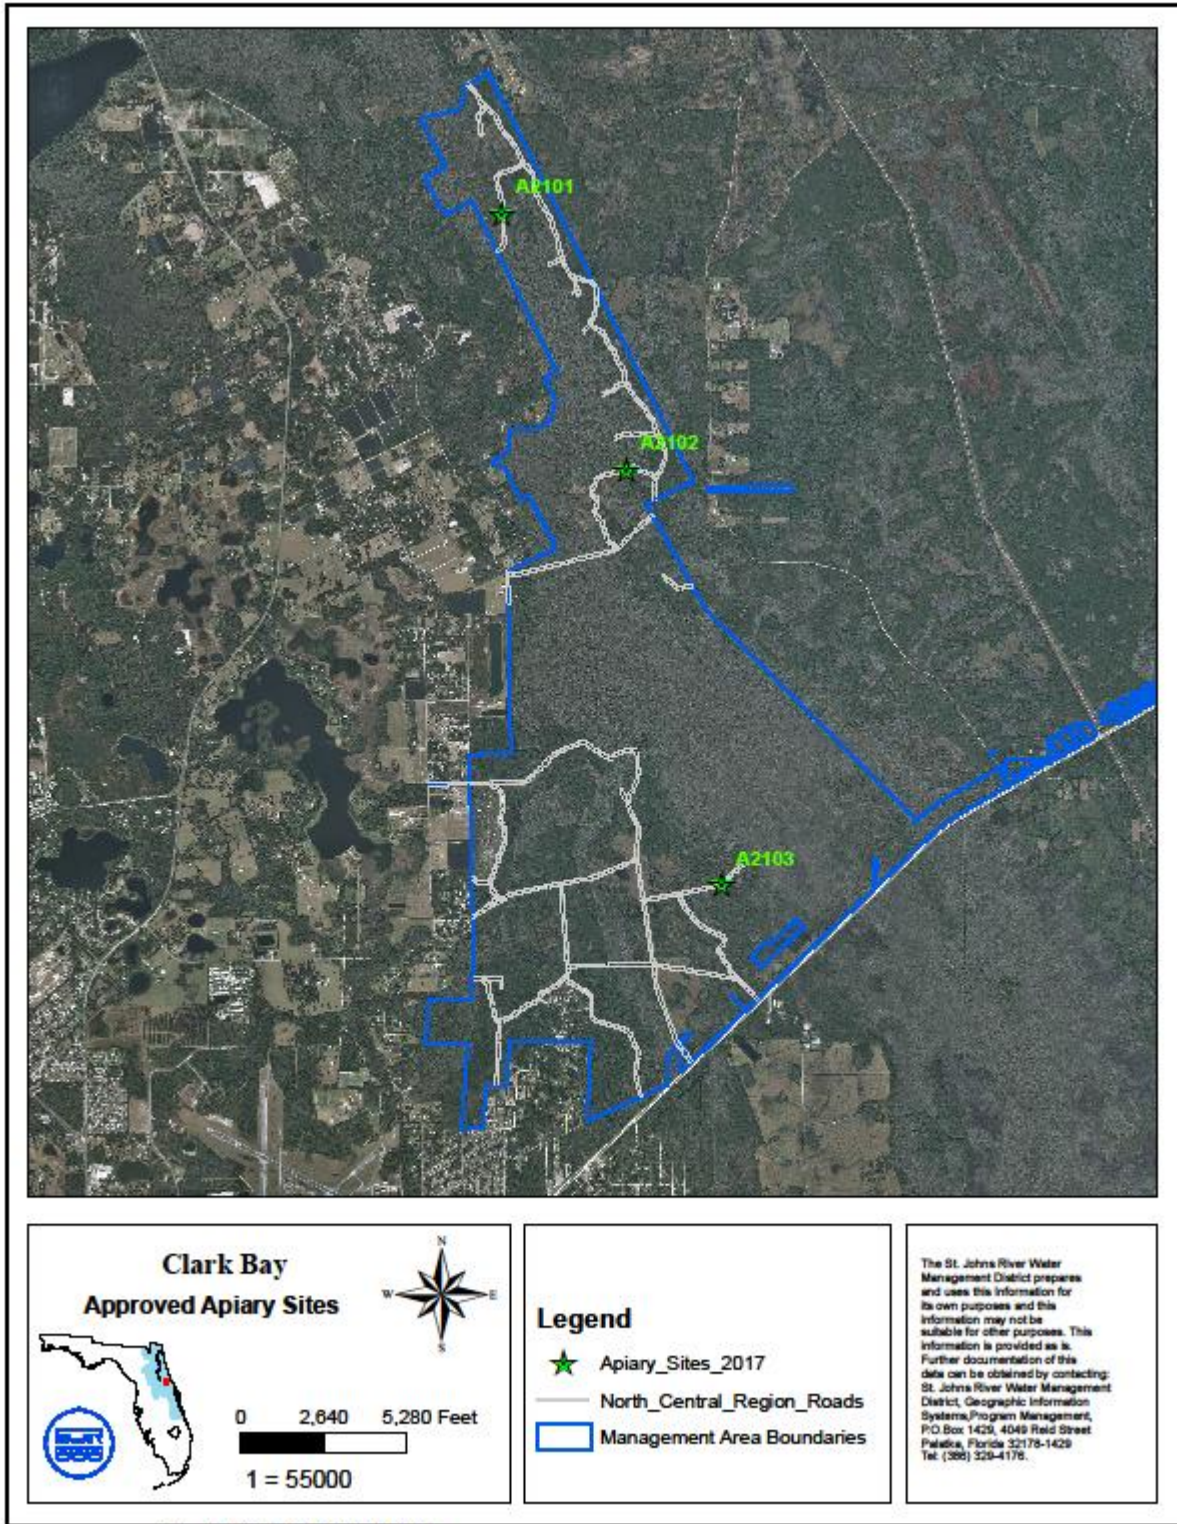 A2101
A2102
A2103
Clark Bay
Approved Apiary Sites
N
W
E
S
0 2,640 5,280 Feet
1 = 55000
Legend
Apiary_Sites_2017
North_Central_Region_Roads
Management Area Boundaries
The St. Johns River Water
Management District prepares
and uses this information for
its own purposes and this
information may not be
suitable for other purposes. This
information is provided as is.
Further documentation of this
data can be obtained by contacting:
St. Johns River Water Management
District, Geographic Information
Systems,Program Management,
P.O.Box 1429, 4049 Reid Street
Palatka, Florida 32178-1429
Tel: (386) 329-4176.